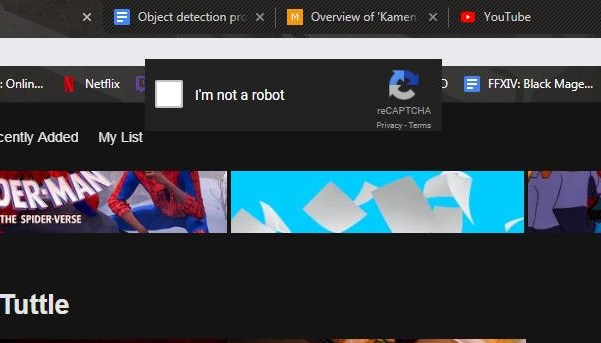 Object detection pro
Overview of 'Kamen
YouTube
: Onlin...
Netflix
FFXIV: Black Mage...
I'm not a robot
reCAPTCHA
Privacy - Terms
cently Added
My List
DER-MAN
THE SPIDER-VERSE
Tuttle